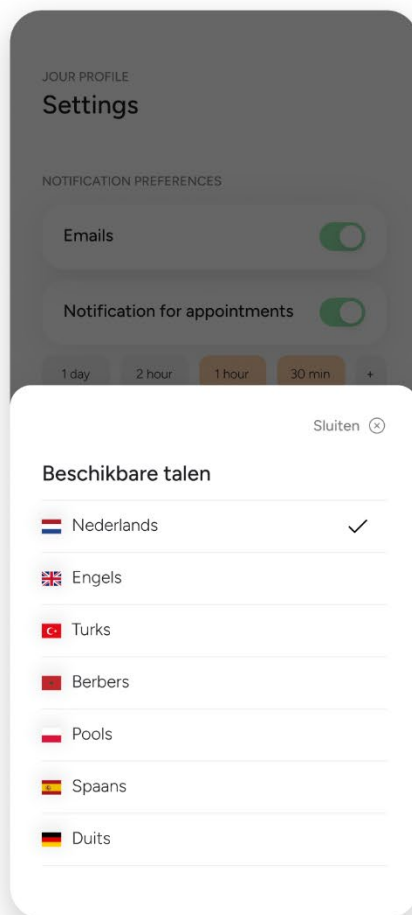 JOUR PROFILE
Settings
NOTIFICATION PREFERENCES
Emails
Notification for appointments
1 day 2 hour 1 hour 30 min +
Sluiten
Beschikbare talen
Nederlands
Engels
Turks
Berbers
Pools
Spaans
Duits